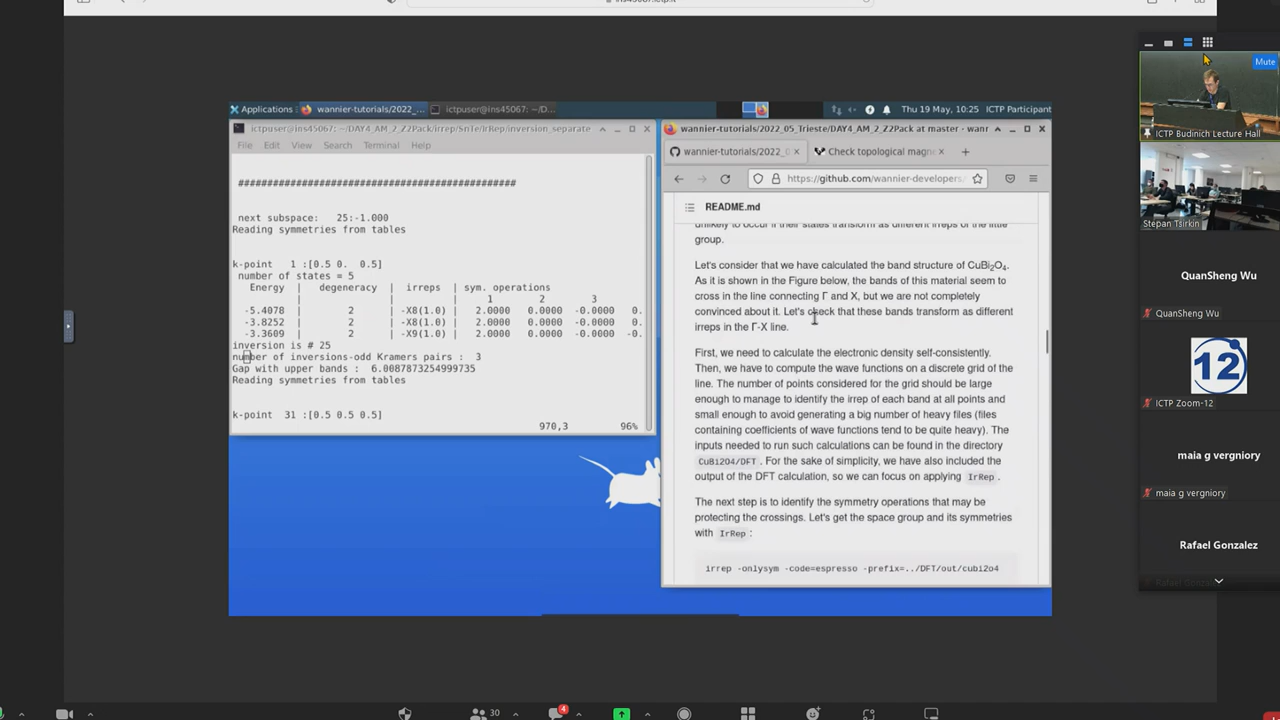 Applications
wannier-tutorials/2022_...
ictpuser@ins45067: ~/D...
Thu 19 May, 10:25
ICTP Participant
ictpuser@ins45067: ~/DAY4_AM_2_Z2Pack/irrep/SnTe/IrRep/inversion_separate
File Edit View Search Terminal Help
################################################
next subspace: 25:-1.000
Reading symmetries from tables
k-point 1 :[0.5 0. 0.5]
number of states = 5
Energy | degeneracy | irreps | sym. operations
| | | 1 2 3
-5.4078 | 2 | -X8(1.0) | 2.0000 0.0000 -0.0000 0.
-3.8252 | 2 | -X8(1.0) | 2.0000 0.0000 -0.0000 0.
-3.3609 | 2 | -X9(1.0) | 2.0000 0.0000 -0.0000 -0.
inversion is # 25
number of inversions-odd Kramers pairs : 3
Gap with upper bands : 6.0087873254999735
Reading symmetries from tables
k-point 31 :[0.5 0.5 0.5]
970,3 96%
wannier-tutorials/2022_05_Trieste/DAY4_AM_2_Z2Pack at master · wanr
wannier-tutorials/2022_0
Check topological magne
https://github.com/wannier-developers.
README.md
unlikely to occur if their states transform as different irreps of the little
group.
Let's consider that we have calculated the band structure of CuBi2O4.
As it is shown in the Figure below, the bands of this material seem to
cross in the line connecting Γ and X, but we are not completely
convinced about it. Let's check that these bands transform as different
irreps in the Γ-X line.
First, we need to calculate the electronic density self-consistently.
Then, we have to compute the wave functions on a discrete grid of the
line. The number of points considered for the grid should be large
enough to manage to identify the irrep of each band at all points and
small enough to avoid generating a big number of heavy files (files
containing coefficients of wave functions tend to be quite heavy). The
inputs needed to run such calculations can be found in the directory
CuBi2O4/DFT . For the sake of simplicity, we have also included the
output of the DFT calculation, so we can focus on applying IrRep .
The next step is to identify the symmetry operations that may be
protecting the crossings. Let's get the space group and its symmetries
with IrRep :
irrep -onlysym -code=espresso -prefix=../DFT/out/cubi2o4
Mute
ICTP Budinich Lecture Hall
Stepan Tsirkin
QuanSheng Wu
QuanSheng Wu
12
ICTP Zoom-12
maia g vergniory
maia g vergniory
Rafael Gonzalez
30
4